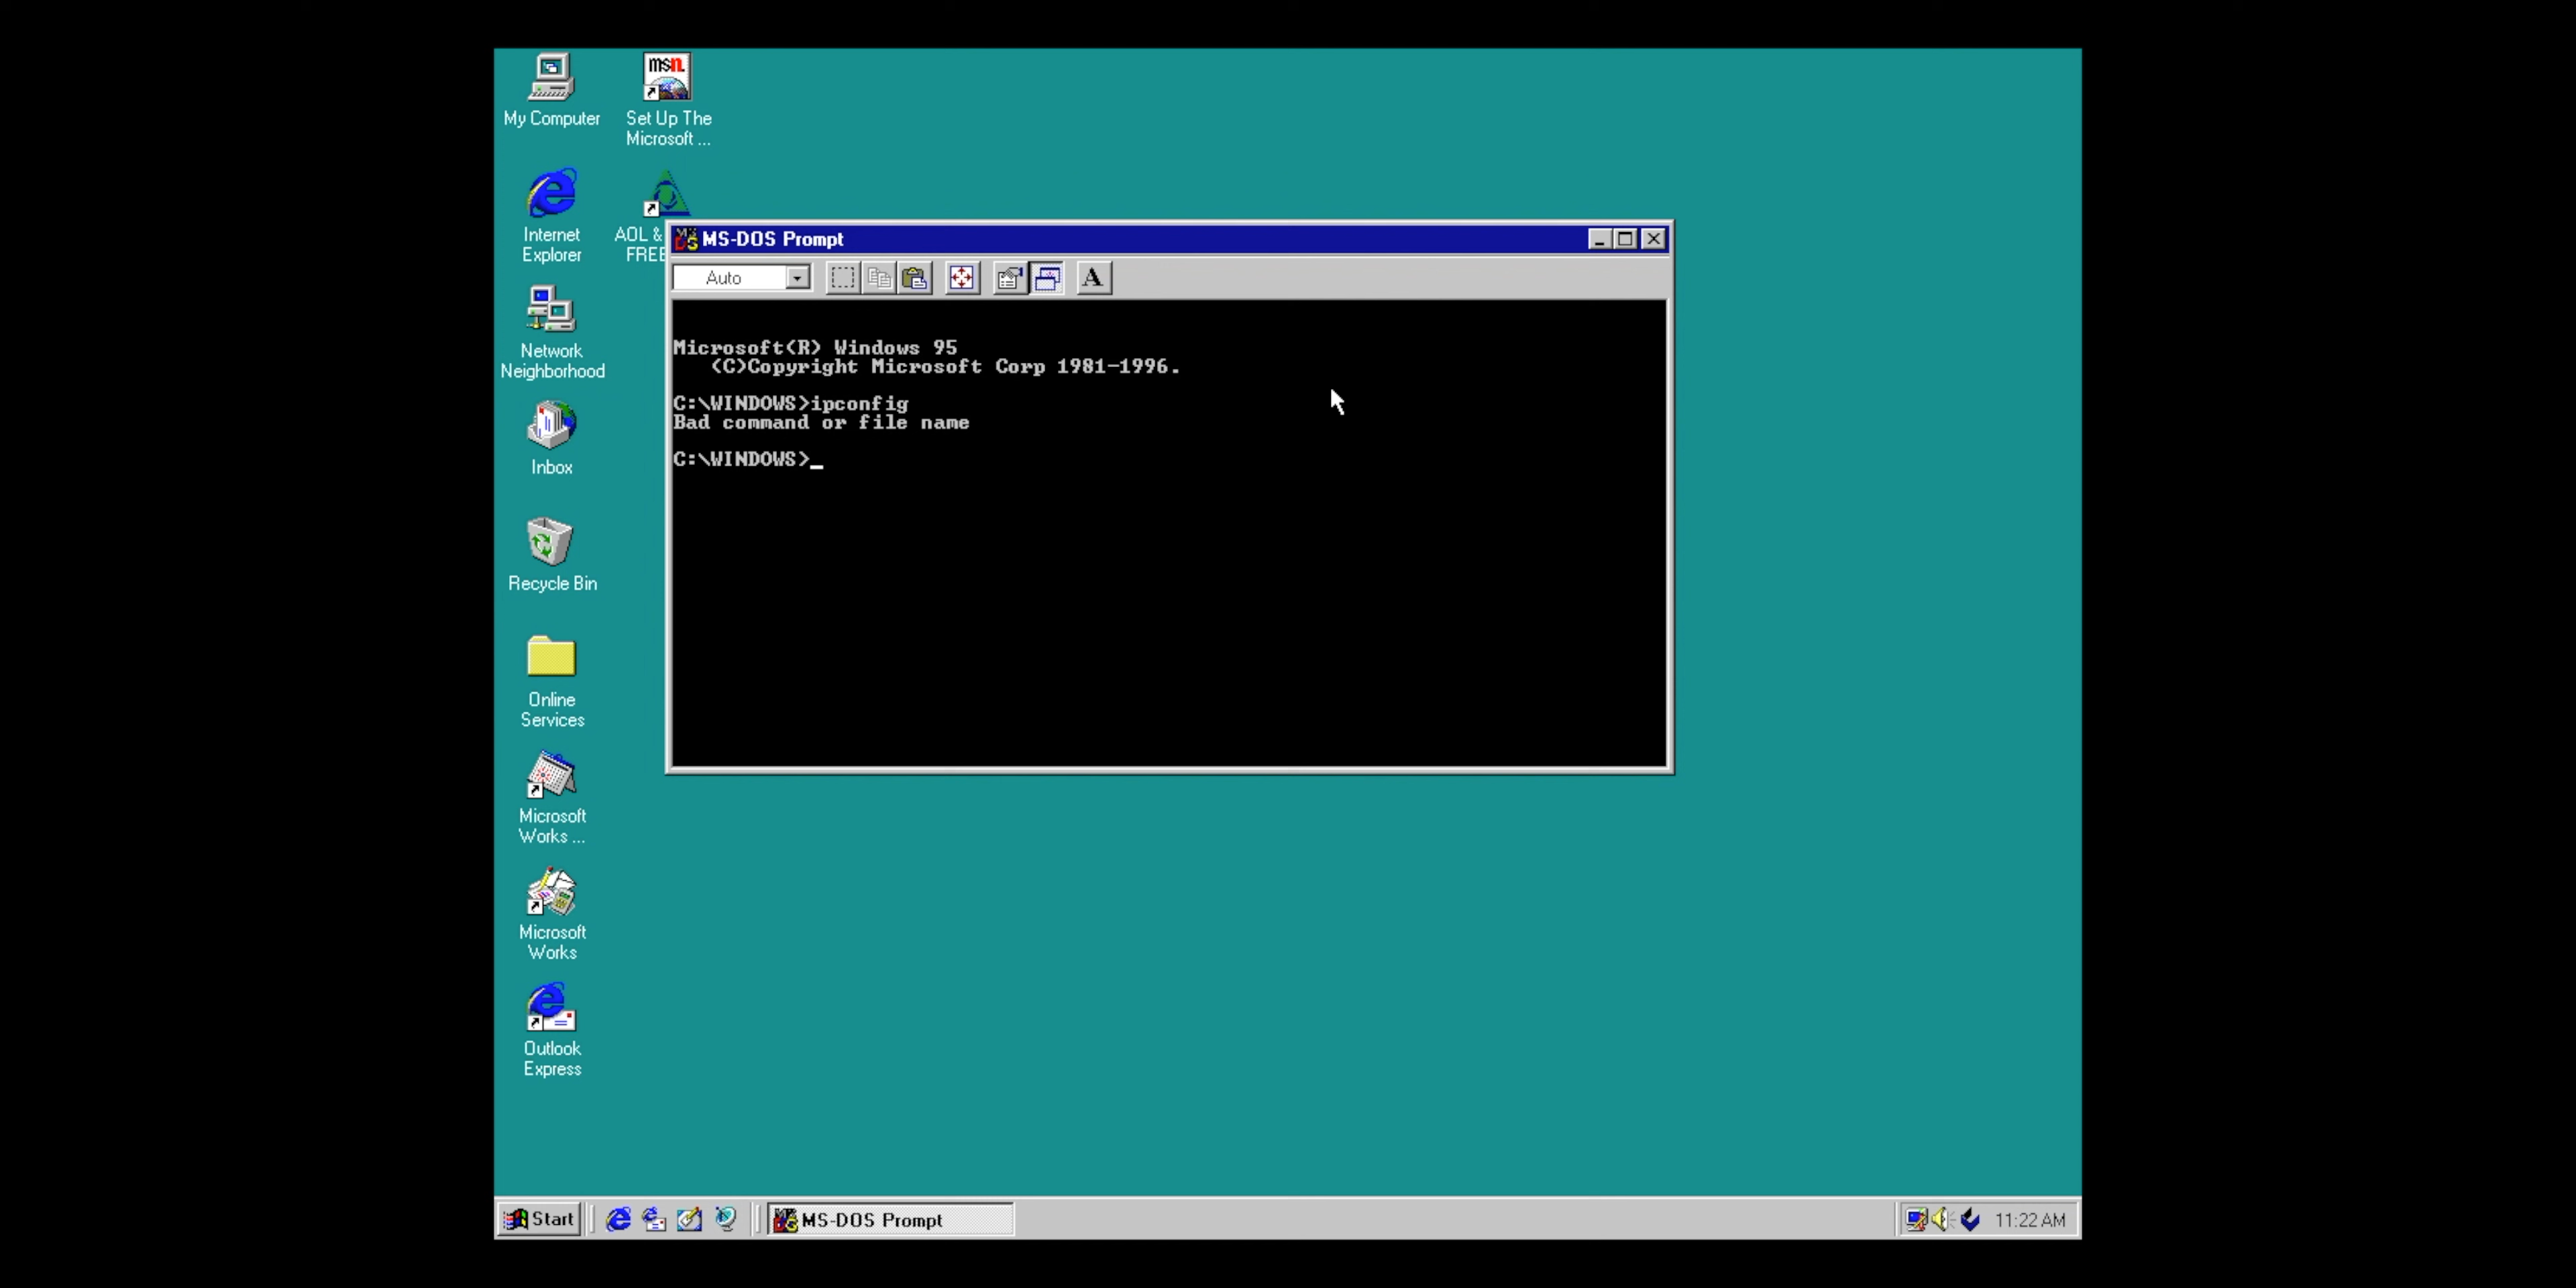 My Computer
msn.
Set Up The
Microsoft ...
Internet
Explorer
AOL &
FREE
Network
Neighborhood
Inbox
Recycle Bin
Online
Services
Microsoft
Works ...
Microsoft
Works
Outlook
Express
MS-DOS Prompt
Auto
A
Microsoft(R) Windows 95
(C)Copyright Microsoft Corp 1981-1996.
C:\WINDOWS>ipconfig
Bad command or file name
C:\WINDOWS>_
Start
MS-DOS Prompt
11:22 AM